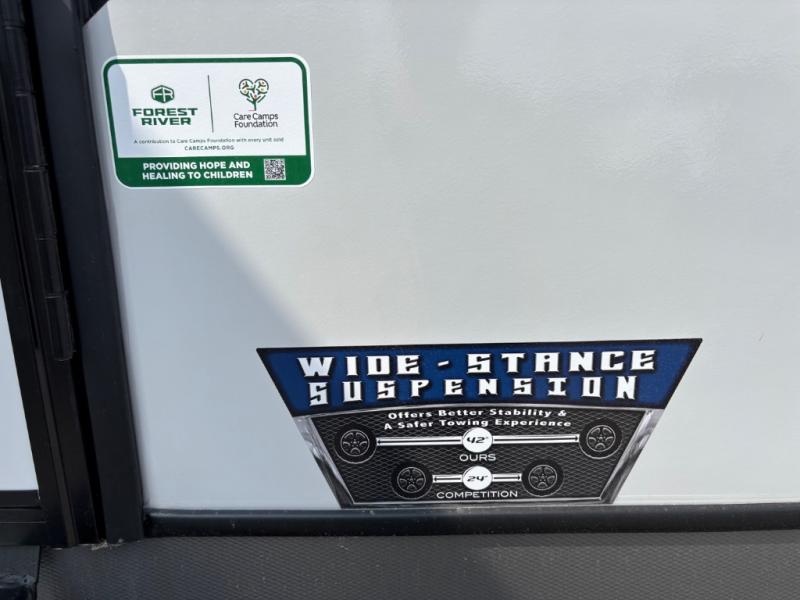 FR
FOREST
RIVER
Care Camps
Foundation
A contribution to Care Camps Foundation with every unit sold
CARECAMPS.ORG
PROVIDING HOPE AND
HEALING TO CHILDREN
WIDE - STANCE
SUSPENSION
Offers Better Stability &
A Safer Towing Experience
42"
OURS
24"
COMPETITION